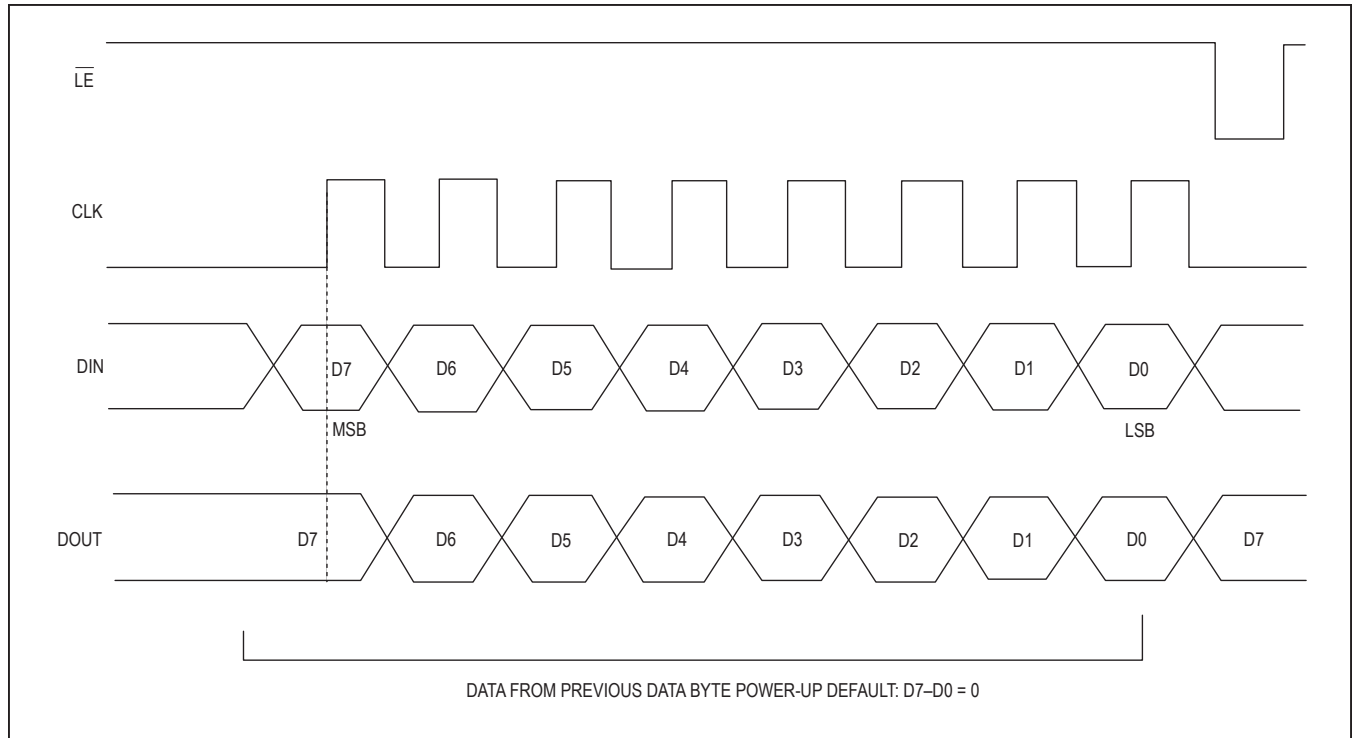 LE
CLK
DIN
D7 D6 D5 D4 D3 D2 D1 D0
MSB LSB
DOUT
D7 D6 D5 D4 D3 D2 D1 D0 D7
DATA FROM PREVIOUS DATA BYTE POWER-UP DEFAULT: D7–D0 = 0